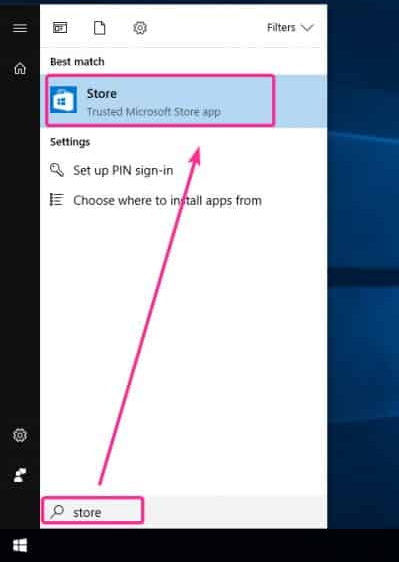 Filters
Best match
Store
Trusted Microsoft Store app
Settings
Set up PIN sign-in
Choose where to install apps from
store